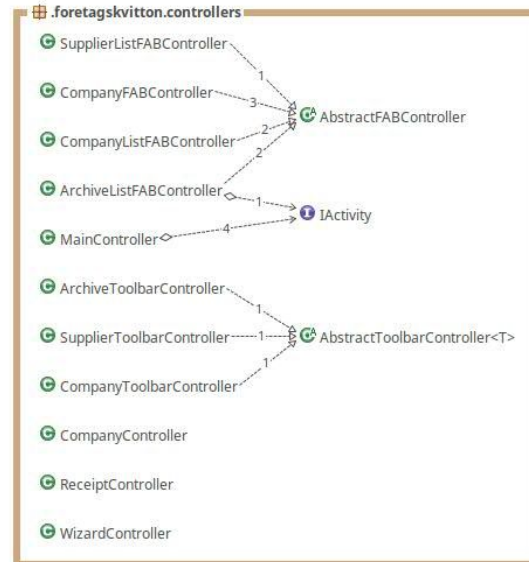 .foretagskvitton.controllers
SupplierListFABController
1
CompanyFABController
3
AbstractFABController
CompanyListFABController
2
2
ArchiveListFABController
1
IActivity
4
MainController
ArchiveToolbarController
1
SupplierToolbarController
1
AbstractToolbarController<T>
1
CompanyToolbarController
CompanyController
ReceiptController
WizardController